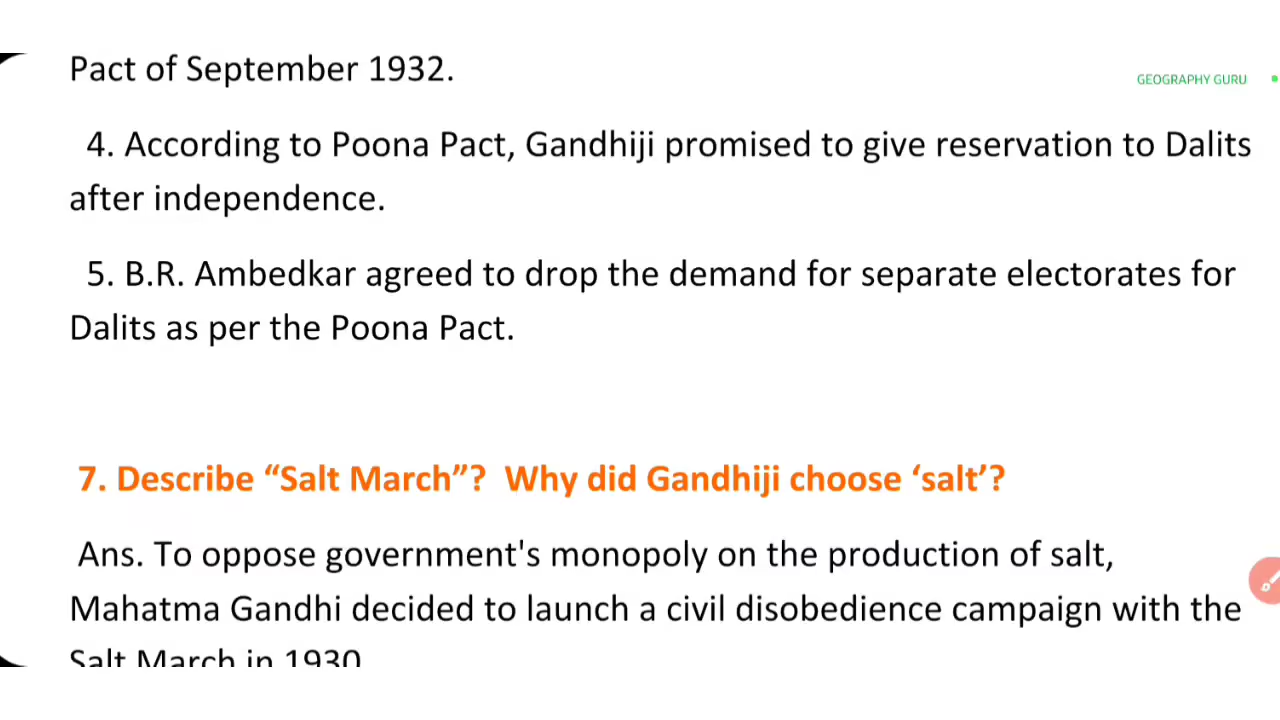 Pact of September 1932.
GEOGRAPHY GURU
4. According to Poona Pact, Gandhiji promised to give reservation to Dalits
after independence.
5. B.R. Ambedkar agreed to drop the demand for separate electorates for
Dalits as per the Poona Pact.
7. Describe “Salt March”? Why did Gandhiji choose ‘salt’?
Ans. To oppose government's monopoly on the production of salt,
Mahatma Gandhi decided to launch a civil disobedience campaign with the
Salt March in 1930